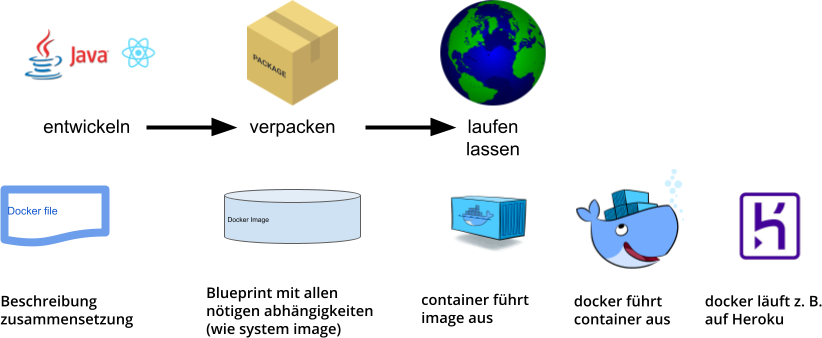 Java
PACKAGE
entwickeln
verpacken
laufen
lassen
Docker file
Docker Image
Beschreibung
zusammensetzung
Blueprint mit allen
nötigen abhängigkeiten
(wie system image)
container führt
image aus
docker führt
container aus
docker läuft z. B.
auf Heroku